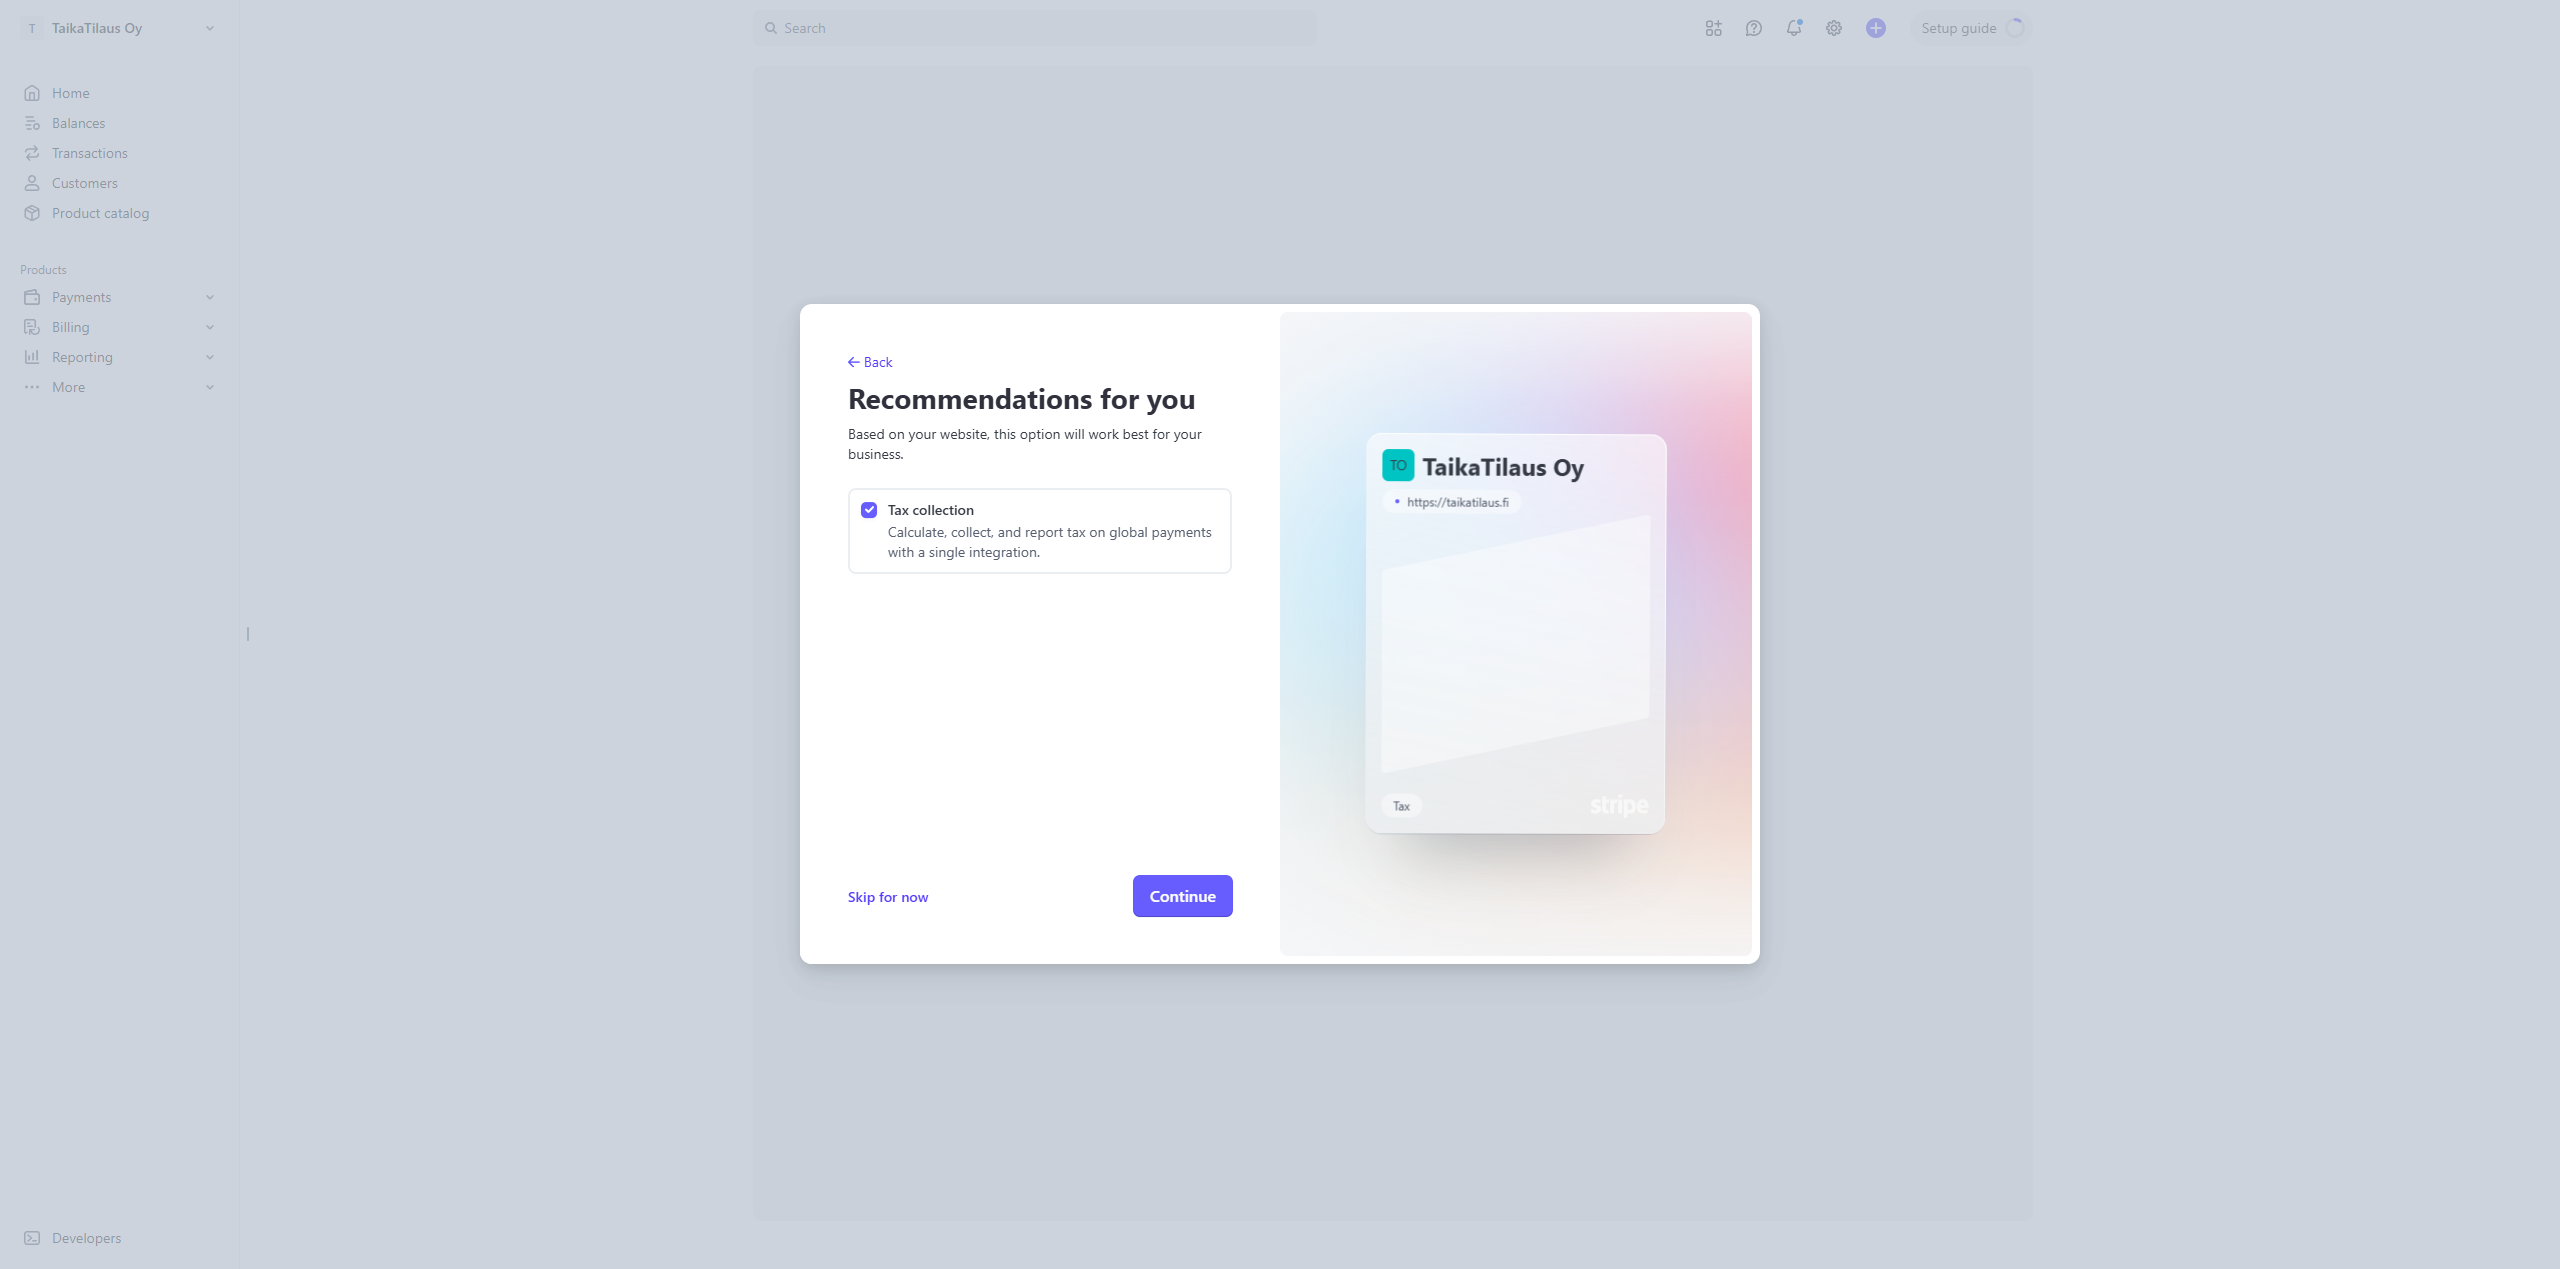 T TaikaTilaus Oy
Search
Setup guide
Home
Balances
Transactions
Customers
Product catalog
Products
Payments
Billing
Reporting
More
Developers
Back
Recommendations for you
Based on your website, this option will work best for your
business.
Tax collection
Calculate, collect, and report tax on global payments
with a single integration.
Skip for now
Continue
TO TaikaTilaus Oy
https://taikatilaus.fi
Tax
stripe